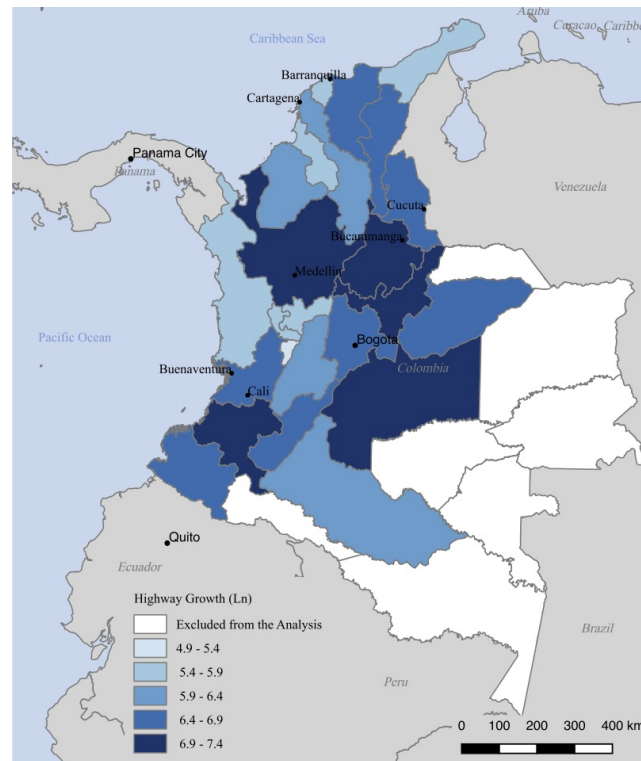 Aruba
Curacao, Caribbe
Caribbean Sea
Barranquilla
Cartagena
Panama City
Panama
Venezuela
Cucuta
Bucaramanga
Medellin
Pacific Ocean
Bogota
Colombia
Buenaventura
Cali
Quito
Ecuador
Highway Growth (Ln)
Excluded from the Analysis
4.9 - 5.4
5.4 - 5.9
5.9 - 6.4
6.4 - 6.9
6.9 - 7.4
Brazil
Peru
0 100 200 300 400 km